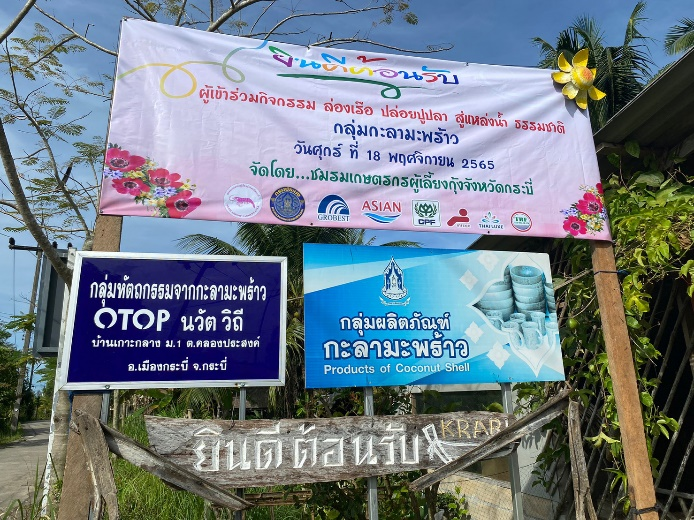 ยินดีต้อนรับ
ผู้เข้าร่วมกิจกรรม ล่องเรือ ปล่อยปูปลา สู่แหล่งน้ำ ธรรมชาติ
กลุ่มกะลามะพร้าว
วันศุกร์ ที่ 18 พฤศจิกายน 2565
จัดโดย...ชมรมเกษตรกรผู้เลี้ยงกุ้งจังหวัดกระบี่
GROBEST ASIAN CPF THAI LUXE TRF
กลุ่มหัตถกรรมจากกะลามะพร้าว
OTOP นวัต วิถี
บ้านเกาะกลาง ม.1 ต.คลองประสงค์
อ.เมืองกระบี่ จ.กระบี่
กลุ่มผลิตภัณฑ์
กะลามะพร้าว
Products of Coconut Shell
ยินดีต้อนรับ
KRABI